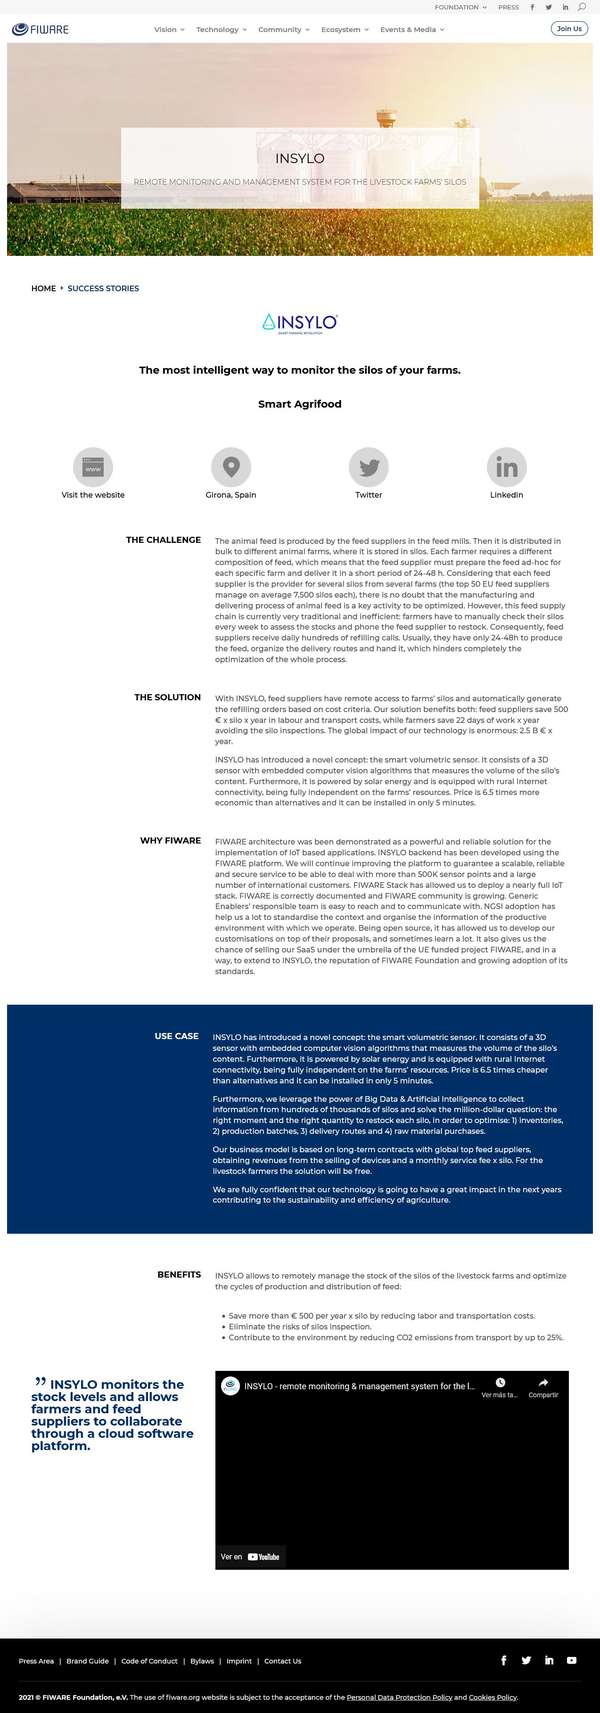 FOUNDATION PRESS
FIWARE Vision Technology Community Ecosystem Events & Media Join Us
INSYLO
REMOTE MONITORING AND MANAGEMENT SYSTEM FOR THE LIVESTOCK FARMS' SILOS
HOME SUCCESS STORIES
INSYLO
The most intelligent way to monitor the silos of your farms.
Smart Agrifood
www
Visit the website Girona, Spain Twitter Linkedin
THE CHALLENGE
The animal feed is produced by the feed suppliers in the feed mills. Then it is distributed in
bulk to different animal farms, where it is stored in silos. Each farmer requires a different
composition of feed, which means that the feed supplier must prepare the feed ad-hoc for
each specific farm and deliver it in a short period of 24-48 h. Considering that each feed
supplier is the provider for several silos from several farms (the top 50 EU feed suppliers
manage on average 7,500 silos each), there is no doubt that the manufacturing and
delivering process of animal feed is a key activity to be optimized. However, this feed supply
chain is currently very traditional and inefficient: farmers have to manually check their silos
every week to assess the stocks and phone the feed supplier to restock. Consequently, feed
suppliers receive daily hundreds of refilling calls. Usually, they have only 24-48h to produce
the feed, organize the delivery routes and hand it, which hinders completely the
optimization of the whole process.
THE SOLUTION
With INSYLO, feed suppliers have remote access to farms' silos and automatically generate
the refilling orders based on cost criteria. Our solution benefits both: feed suppliers save 500
€ x silo x year in labour and transport costs, while farmers save 22 days of work x year
avoiding the silo inspections. The global impact of our technology is enormous: 2.5 B € x
year.
INSYLO has introduced a novel concept: the smart volumetric sensor. It consists of a 3D
sensor with embedded computer vision algorithms that measures the volume of the silo's
content. Furthermore, it is powered by solar energy and is equipped with rural Internet
connectivity, being fully independent on the farms' resources. Price is 6.5 times more
economic than alternatives and it can be installed in only 5 minutes.
WHY FIWARE
FIWARE architecture was been demonstrated as a powerful and reliable solution for the
implementation of IoT based applications. INSYLO backend has been developed using the
FIWARE platform. We will continue improving the platform to guarantee a scalable, reliable
and secure service to be able to deal with more than 500K sensor points and a large
number of international customers. FIWARE Stack has allowed us to deploy a nearly full IoT
stack. FIWARE is correctly documented and FIWARE community is growing. Generic
Enablers' responsible team is easy to reach and to communicate with. NGSI adoption has
help us a lot to standardise the context and organise the information of the productive
environment with which we operate. Being open source, it has allowed us to develop our
customisations on top of their proposals, and sometimes learn a lot. It also gives us the
chance of selling our SaaS under the umbrella of the UE funded project FIWARE, and in a
way, to extend to INSYLO, the reputation of FIWARE Foundation and growing adoption of its
standards.
USE CASE
INSYLO has introduced a novel concept: the smart volumetric sensor. It consists of a 3D
sensor with embedded computer vision algorithms that measures the volume of the silo's
content. Furthermore, it is powered by solar energy and is equipped with rural Internet
connectivity, being fully independent on the farms' resources. Price is 6.5 times cheaper
than alternatives and it can be installed in only 5 minutes.
Furthermore, we leverage the power of Big Data & Artificial Intelligence to collect
information from hundreds of thousands of silos and solve the million-dollar question: the
right moment and the right quantity to restock each silo, in order to optimise: 1) inventories,
2) production batches, 3) delivery routes and 4) raw material purchases.
Our business model is based on long-term contracts with global top feed suppliers,
obtaining revenues from the selling of devices and a monthly service fee x silo. For the
livestock farmers the solution will be free.
We are fully confident that our technology is going to have a great impact in the next years
contributing to the sustainability and efficiency of agriculture.
BENEFITS
INSYLO allows to remotely manage the stock of the silos of the livestock farms and optimize
the cycles of production and distribution of feed:
• Save more than € 500 per year x silo by reducing labor and transportation costs.
• Eliminate the risks of silos inspection.
• Contribute to the environment by reducing CO2 emissions from transport by up to 25%.
” INSYLO monitors the
stock levels and allows
farmers and feed
suppliers to collaborate
through a cloud software
platform.
INSYLO - remote monitoring & management system for the l...
Ver más ta... Compartir
Ver en YouTube
Press Area | Brand Guide | Code of Conduct | Bylaws | Imprint | Contact Us
2021 © FIWARE Foundation, e.V. The use of fiware.org website is subject to the acceptance of the Personal Data Protection Policy and Cookies Policy.